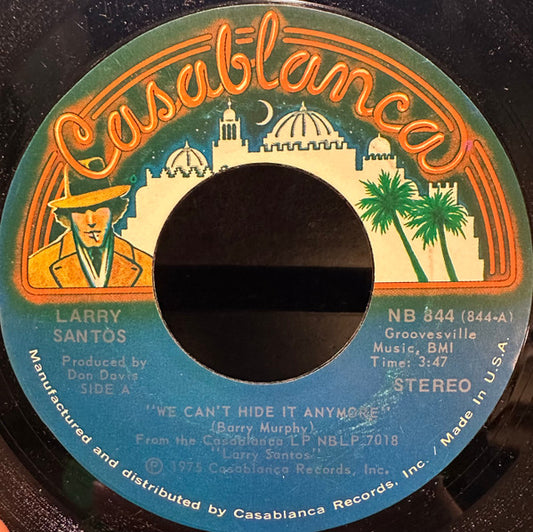 Casablanca
LARRY
SANTOS
Produced by
Don Davis
SIDE A
NB 844 (844-A)
Groovesville
Music, BMI
Time: 3:47
STEREO
"WE CAN'T HIDE IT ANYMORE"
(Barry Murphy)
From the Casablanca LP NBLP 7018
"Larry Santos"
℗ © 1975 Casablanca Records, Inc.
Manufactured and distributed by Casablanca Records, Inc. / Made in U.S.A.